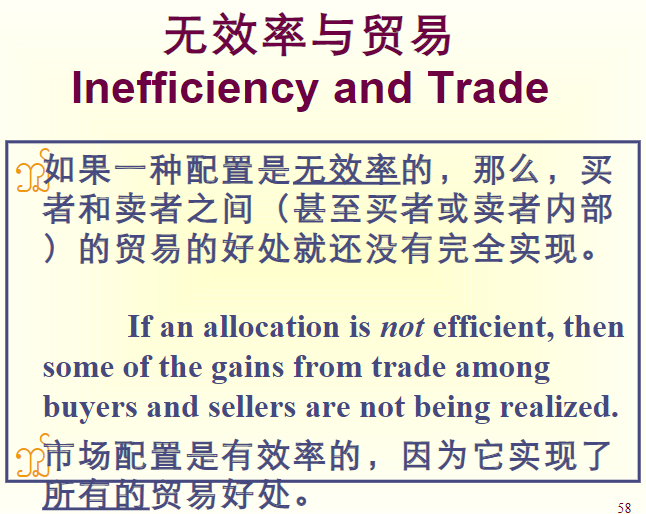 无效率与贸易
Inefficiency and Trade
如果一种配置是无效率的，那么，买
者和卖者之间（甚至买者或卖者内部
）的贸易的好处就还没有完全实现。
If an allocation is not efficient, then
some of the gains from trade among
buyers and sellers are not being realized.
市场配置是有效率的，因为它实现了
所有的贸易好处。
58